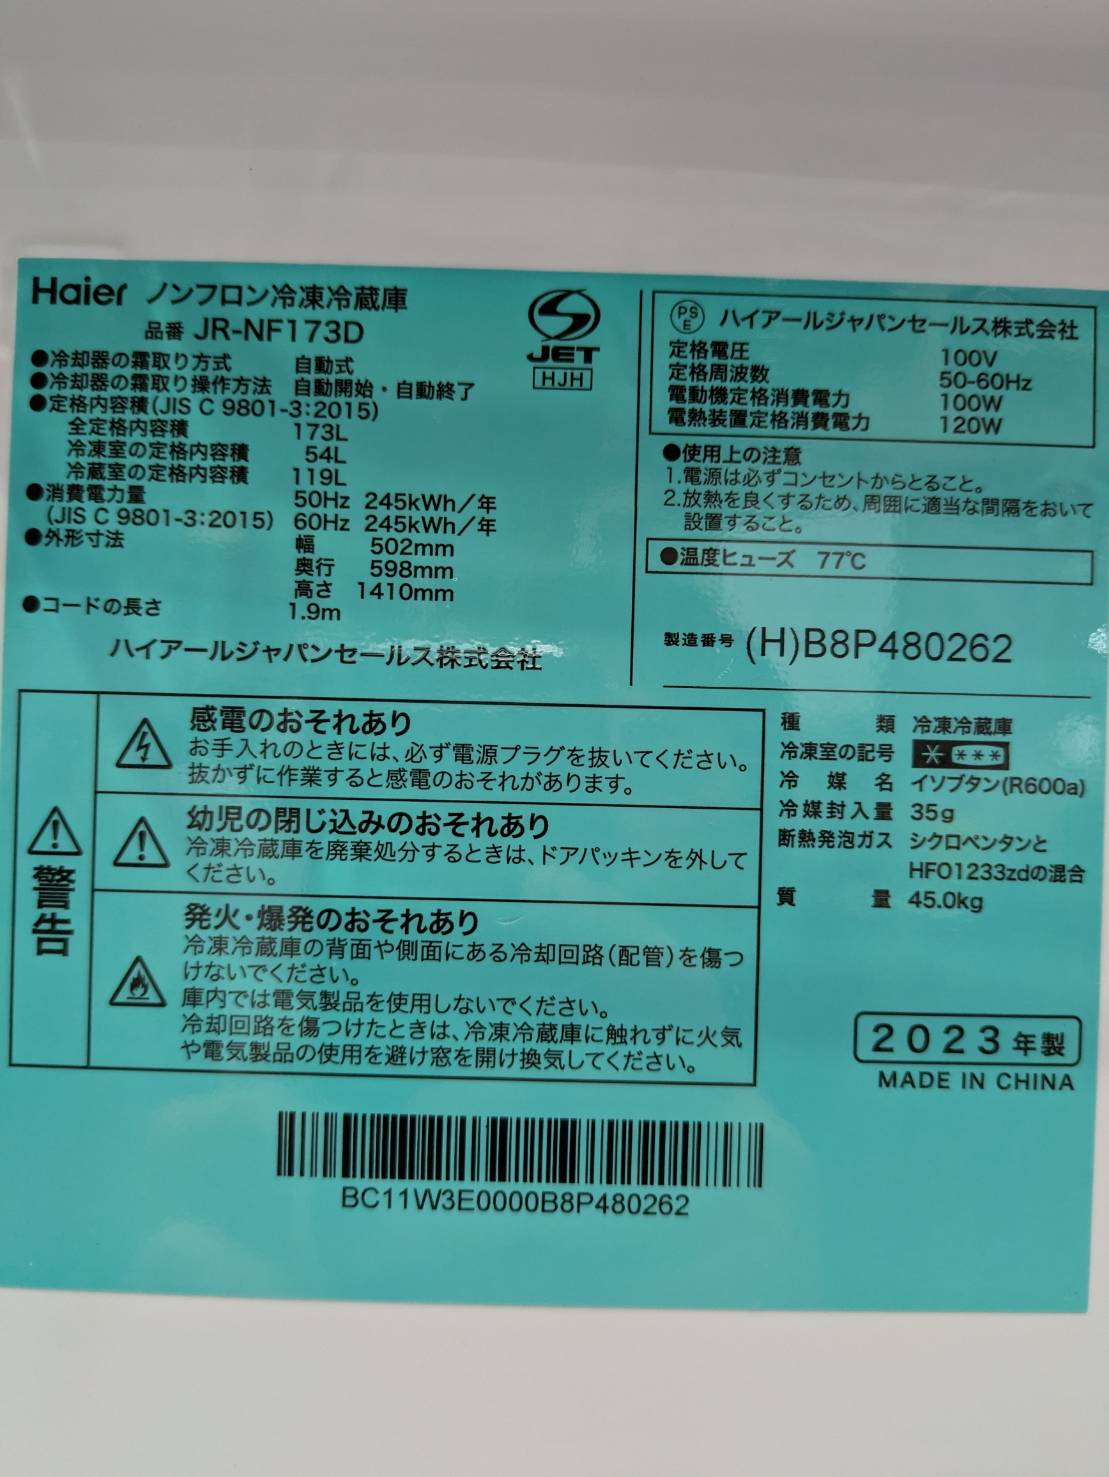 Haier ノンフロン冷凍冷蔵庫
品番 JR-NF173D
●冷却器の霜取り方式 自動式
●冷却器の霜取り操作方法 自動開始・自動終了
●定格内容積(JIS C 9801-3:2015)
全定格内容積 173L
冷凍室の定格内容積 54L
冷蔵室の定格内容積 119L
●消費電力量 50Hz 245kWh/年
(JIS C 9801-3:2015) 60Hz 245kWh/年
●外形寸法 幅 502mm
奥行 598mm
高さ 1410mm
●コードの長さ 1.9m
ハイアールジャパンセールス株式会社
JET
HJH
PSE ハイアールジャパンセールス株式会社
定格電圧 100V
定格周波数 50-60Hz
電動機定格消費電力 100W
電熱装置定格消費電力 120W
●使用上の注意
1.電源は必ずコンセントからとること。
2.放熱を良くするため、周囲に適当な間隔をおいて
設置すること。
●温度ヒューズ 77℃
製造番号 (H)B8P480262
警告
感電のおそれあり
お手入れのときには、必ず電源プラグを抜いてください。
抜かずに作業すると感電のおそれがあります。
幼児の閉じ込みのおそれあり
冷凍冷蔵庫を廃棄処分するときは、ドアパッキンを外して
ください。
発火・爆発のおそれあり
冷凍冷蔵庫の背面や側面にある冷却回路(配管)を傷つ
けないでください。
庫内では電気製品を使用しないでください。
冷却回路を傷つけたときは、冷凍冷蔵庫に触れずに火気
や電気製品の使用を避け窓を開け換気してください。
種類 冷凍冷蔵庫
冷凍室の記号 * ***
冷媒名 イソブタン(R600a)
冷媒封入量 35g
断熱発泡ガス シクロペンタンと
HFO1233zdの混合
質量 45.0kg
2023年製
MADE IN CHINA
BC11W3E0000B8P480262